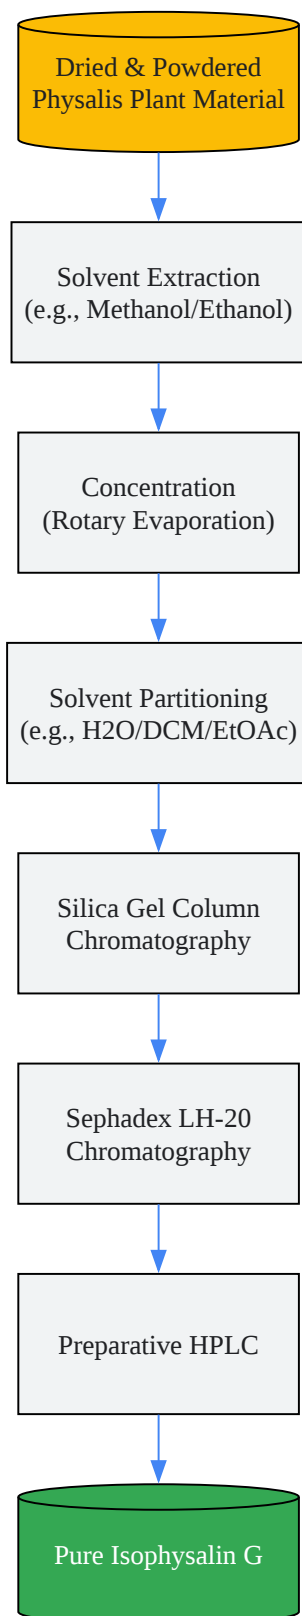 Dried & Powdered
Physalis Plant Material
Solvent Extraction
(e.g., Methanol/Ethanol)
Concentration
(Rotary Evaporation)
Solvent Partitioning
(e.g., H2O/DCM/EtOAc)
Silica Gel Column
Chromatography
Sephadex LH-20
Chromatography
Preparative HPLC
Pure Isophysalin G